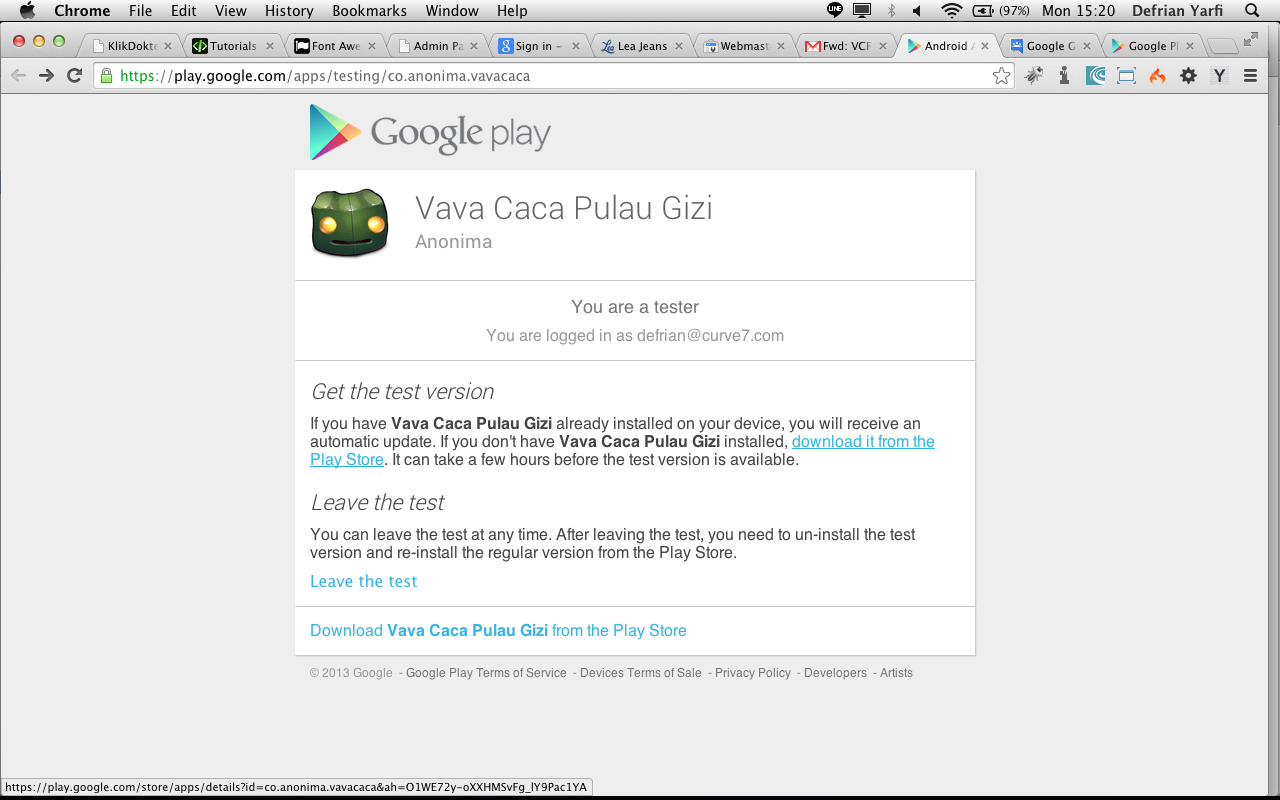 Chrome File Edit View History Bookmarks Window Help (97%) Mon 15:20 Defrian Yarfi
KlikDokte Tutorials Font Awe Admin Pa Sign in – Lea Jeans Webmast Fwd: VCF Android A Google G Google Pl
https://play.google.com/apps/testing/co.anonima.vavacaca
Google play
Vava Caca Pulau Gizi
Anonima
You are a tester
You are logged in as defrian@curve7.com
Get the test version
If you have Vava Caca Pulau Gizi already installed on your device, you will receive an
automatic update. If you don't have Vava Caca Pulau Gizi installed, download it from the
Play Store. It can take a few hours before the test version is available.
Leave the test
You can leave the test at any time. After leaving the test, you need to un-install the test
version and re-install the regular version from the Play Store.
Leave the test
Download Vava Caca Pulau Gizi from the Play Store
© 2013 Google - Google Play Terms of Service - Devices Terms of Sale - Privacy Policy - Developers - Artists
https://play.google.com/store/apps/details?id=co.anonima.vavacaca&ah=O1WE72y-oXXHMSvFg_lY9Pac1YA